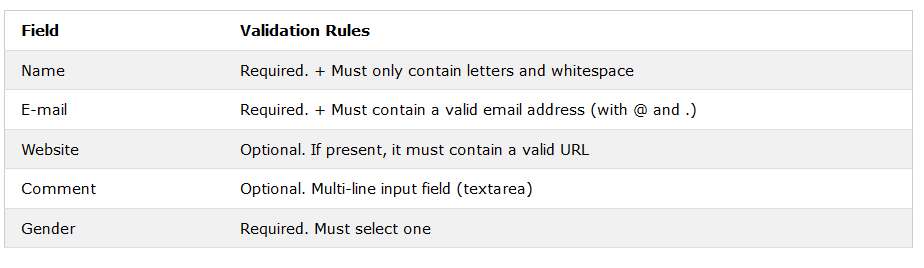 Field Validation Rules
Name Required. + Must only contain letters and whitespace
E-mail Required. + Must contain a valid email address (with @ and .)
Website Optional. If present, it must contain a valid URL
Comment Optional. Multi-line input field (textarea)
Gender Required. Must select one